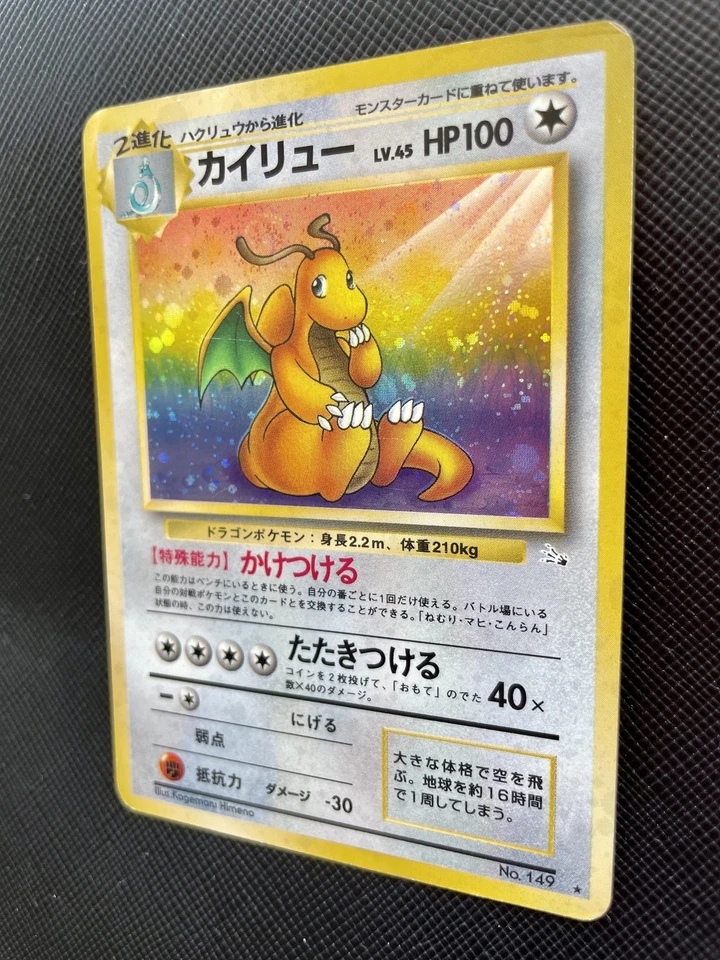 モンスターカードに重ねて使います。
2進化 ハクリュウから進化
カイリュー LV.45 HP100
ドラゴンポケモン：身長2.2m、体重210kg
【特殊能力】かけつける
この能力はベンチにいるときに使う。自分の番ごとに1回だけ使える。バトル場にいる
自分の対戦ポケモンとこのカードとを交換することができる。「ねむり・マヒ・こんらん」
状態の時、この力は使えない。
たたきつける
コインを2枚投げて、「おもて」のでた
数×40のダメージ。
40×
にげる
弱点
抵抗力 ダメージ -30
大きな体格で空を飛
ぶ。地球を約16時間
で1周してしまう。
Illus.Kagemaru Himeno
No. 149